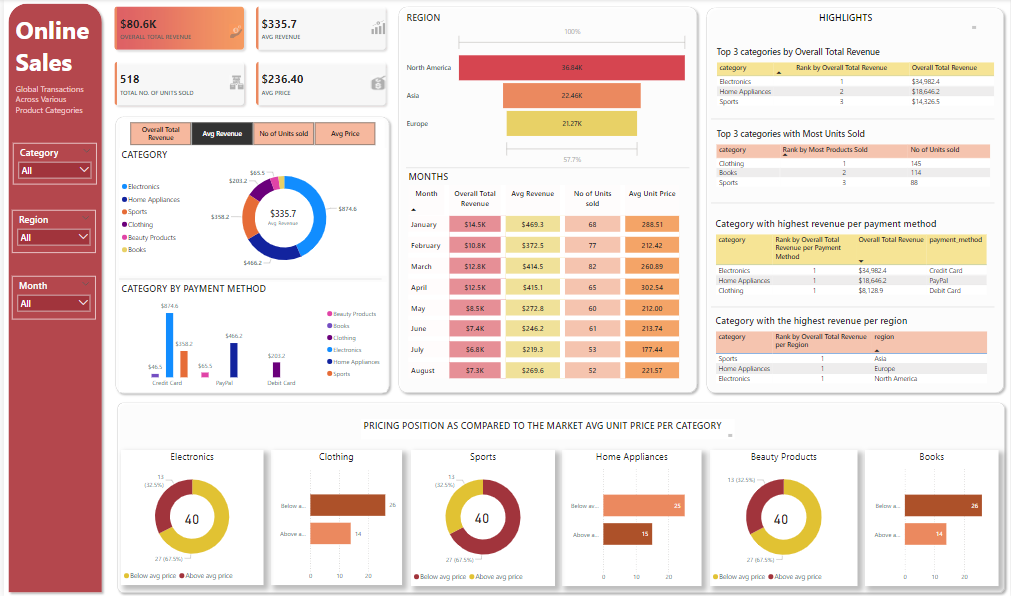 Online
Sales
Global Transactions
Across Various
Product Categories
Category
All
Region
All
Month
All
$80.6K
OVERALL TOTAL REVENUE
$335.7
AVG REVENUE
518
TOTAL NO. OF UNITS SOLD
$236.40
AVG PRICE
Overall Total Revenue
Avg Revenue
No of Units sold
Avg Price
CATEGORY
Electronics
Home Appliances
Sports
Clothing
Beauty Products
Books
$65.5
$203.2
$358.2
$466.2
$874.6
$335.7
Avg Revenue
CATEGORY BY PAYMENT METHOD
$46.5
$874.6
$358.2
$65.5
$466.2
$203.2
Credit Card
PayPal
Debit Card
Beauty Products
Books
Clothing
Electronics
Home Appliances
Sports
REGION
100%
North America 36.84K
Asia 22.46K
Europe 21.27K
57.7%
MONTHS
Month Overall Total Revenue Avg Revenue No of Units sold Avg Unit Price
January $14.5K $469.3 68 288.51
February $10.8K $372.5 77 212.42
March $12.8K $414.5 82 260.89
April $12.5K $415.1 65 302.54
May $8.5K $272.8 60 212.00
June $7.4K $246.2 61 213.74
July $6.8K $219.3 53 177.44
August $7.3K $269.6 52 221.57
HIGHLIGHTS
Top 3 categories by Overall Total Revenue
category Rank by Overall Total Revenue Overall Total Revenue
Electronics 1 $34,982.4
Home Appliances 2 $18,646.2
Sports 3 $14,326.5
Top 3 categories with Most Units Sold
category Rank by Most Products Sold No of Units sold
Clothing 1 145
Books 2 114
Sports 3 88
Category with highest revenue per payment method
category Rank by Overall Total Revenue per Payment Method Overall Total Revenue payment_method
Electronics 1 $34,982.4 Credit Card
Home Appliances 1 $18,646.2 PayPal
Clothing 1 $8,128.9 Debit Card
Category with the highest revenue per region
category Rank by Overall Total Revenue per Region region
Sports 1 Asia
Home Appliances 1 Europe
Electronics 1 North America
PRICING POSITION AS COMPARED TO THE MARKET AVG UNIT PRICE PER CATEGORY
Electronics
13 (32.5%)
40
27 (67.5%)
Below avg price Above avg price
Clothing
Below a... 26
Above a... 14
0 10 20
Sports
13 (32.5%)
40
27 (67.5%)
Below avg price Above avg price
Home Appliances
Below av... 25
Above a... 15
0 10 20
Beauty Products
13 (32.5%)
40
27 (67.5%)
Below avg price Above avg price
Books
Below a... 26
Above a... 14
0 10 20